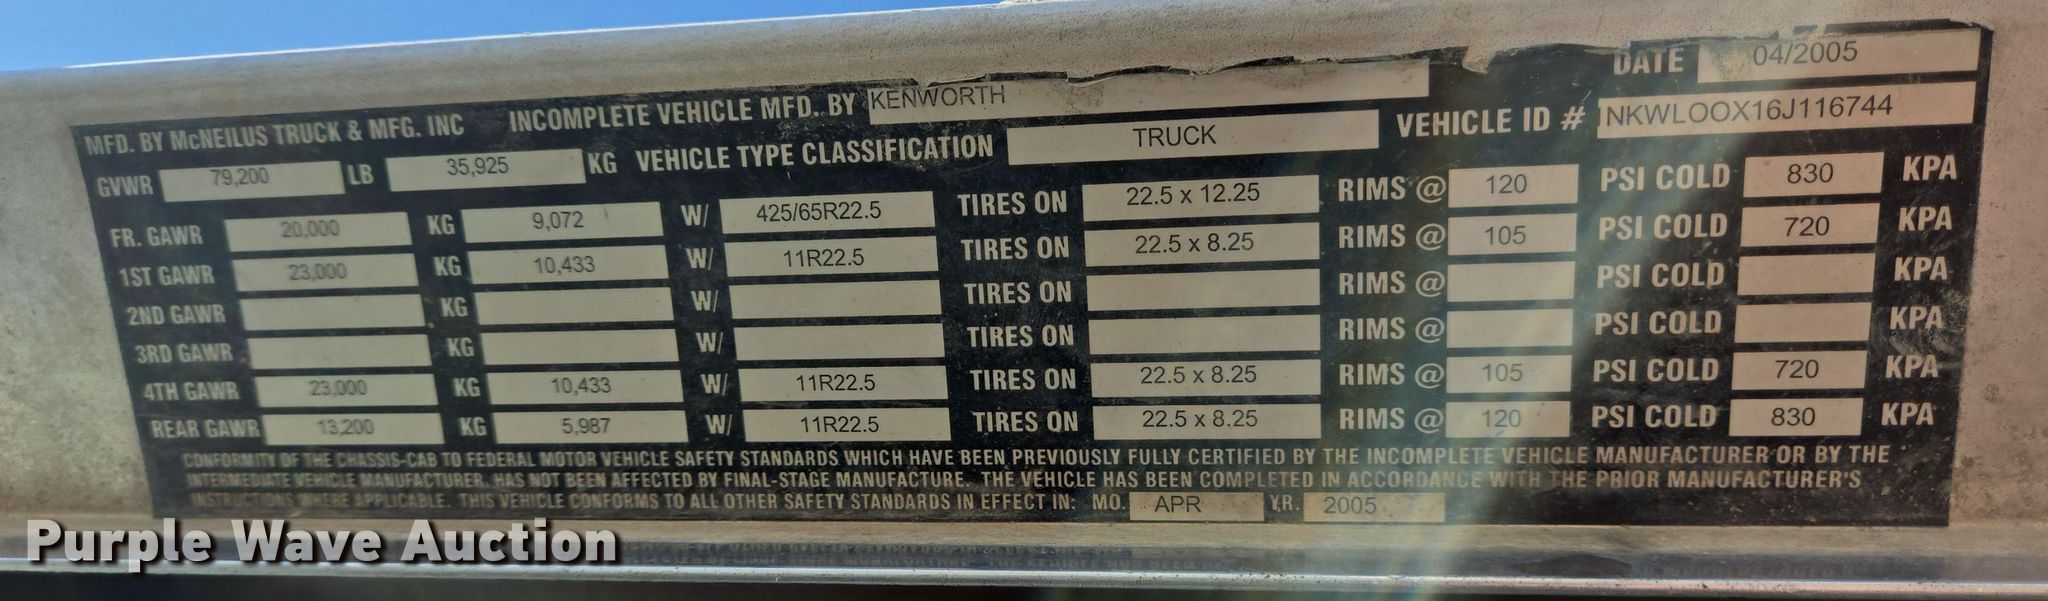 DATE 04/2005
MFD. BY McNEILUS TRUCK & MFG. INC INCOMPLETE VEHICLE MFD. BY KENWORTH VEHICLE ID # NKWLOOX16J116744
GVWR 79,200 LB 35,925 KG VEHICLE TYPE CLASSIFICATION TRUCK
FR. GAWR 20,000 KG 9,072 W/ 425/65R22.5 TIRES ON 22.5 x 12.25 RIMS @ 120 PSI COLD 830 KPA
1ST GAWR 23,000 KG 10,433 W/ 11R22.5 TIRES ON 22.5 x 8.25 RIMS @ 105 PSI COLD 720 KPA
2ND GAWR KG W/ TIRES ON RIMS @ PSI COLD KPA
3RD GAWR KG W/ TIRES ON RIMS @ PSI COLD KPA
4TH GAWR 23,000 KG 10,433 W/ 11R22.5 TIRES ON 22.5 x 8.25 RIMS @ 105 PSI COLD 720 KPA
REAR GAWR 13,200 KG 5,987 W/ 11R22.5 TIRES ON 22.5 x 8.25 RIMS @ 120 PSI COLD 830 KPA
CONFORMITY OF THE CHASSIS-CAB TO FEDERAL MOTOR VEHICLE SAFETY STANDARDS WHICH HAVE BEEN PREVIOUSLY FULLY CERTIFIED BY THE INCOMPLETE VEHICLE MANUFACTURER OR BY THE
INTERMEDIATE VEHICLE MANUFACTURER, HAS NOT BEEN AFFECTED BY FINAL-STAGE MANUFACTURE. THE VEHICLE HAS BEEN COMPLETED IN ACCORDANCE WITH THE PRIOR MANUFACTURER'S
INSTRUCTIONS WHERE APPLICABLE. THIS VEHICLE CONFORMS TO ALL OTHER SAFETY STANDARDS IN EFFECT IN: MO. APR YR. 2005
Purple Wave Auction